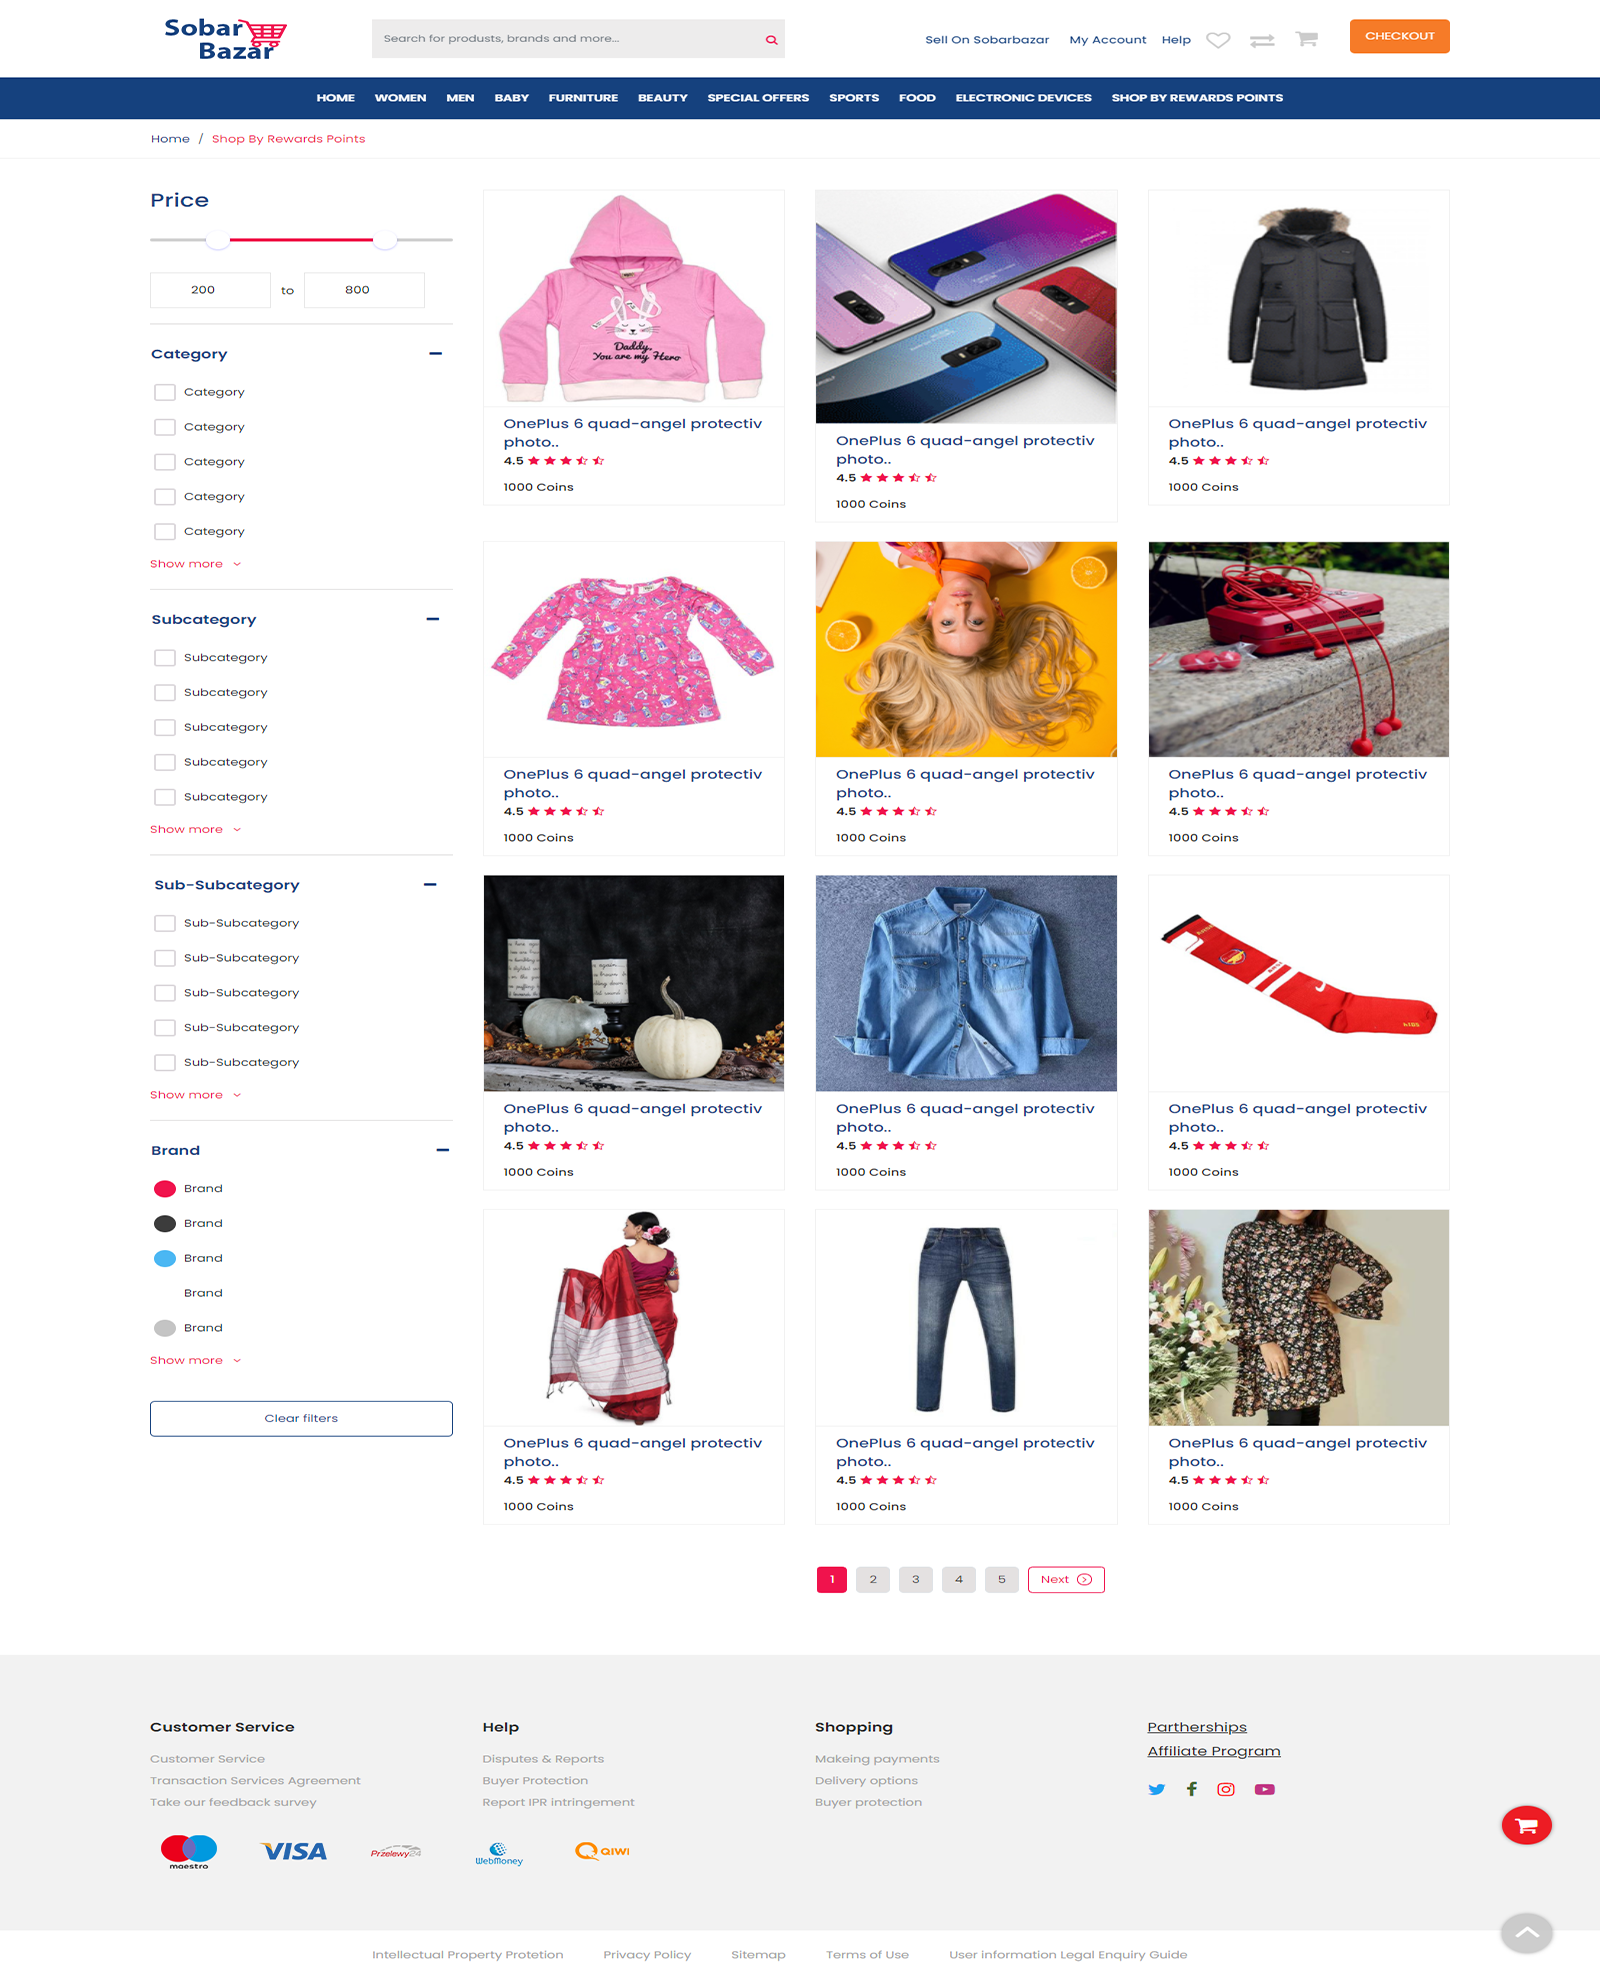 Sobar
Bazar
Search for produsts, brands and more...
Sell On Sobarbazar
My Account
Help
CHECKOUT
HOME
WOMEN
MEN
BABY
FURNITURE
BEAUTY
SPECIAL OFFERS
SPORTS
FOOD
ELECTRONIC DEVICES
SHOP BY REWARDS POINTS
Home / Shop By Rewards Points
Price
200 to 800
Category
Category
Category
Category
Category
Category
Show more
Subcategory
Subcategory
Subcategory
Subcategory
Subcategory
Subcategory
Show more
Sub-Subcategory
Sub-Subcategory
Sub-Subcategory
Sub-Subcategory
Sub-Subcategory
Sub-Subcategory
Show more
Brand
Brand
Brand
Brand
Brand
Brand
Show more
Clear filters
Daddy,
You are my Hero
OnePlus 6 quad-angel protectiv
photo..
4.5
1000 Coins
OnePlus 6 quad-angel protectiv
photo..
4.5
1000 Coins
OnePlus 6 quad-angel protectiv
photo..
4.5
1000 Coins
OnePlus 6 quad-angel protectiv
photo..
4.5
1000 Coins
OnePlus 6 quad-angel protectiv
photo..
4.5
1000 Coins
OnePlus 6 quad-angel protectiv
photo..
4.5
1000 Coins
OnePlus 6 quad-angel protectiv
photo..
4.5
1000 Coins
OnePlus 6 quad-angel protectiv
photo..
4.5
1000 Coins
OnePlus 6 quad-angel protectiv
photo..
4.5
1000 Coins
OnePlus 6 quad-angel protectiv
photo..
4.5
1000 Coins
OnePlus 6 quad-angel protectiv
photo..
4.5
1000 Coins
OnePlus 6 quad-angel protectiv
photo..
4.5
1000 Coins
1 2 3 4 5 Next
Customer Service
Customer Service
Transaction Services Agreement
Take our feedback survey
Help
Disputes & Reports
Buyer Protection
Report IPR intringement
Shopping
Makeing payments
Delivery options
Buyer protection
Partherships
Affiliate Program
maestro
VISA
Przelewy24
WebMoney
QIWI
Intellectual Property Protetion
Privacy Policy
Sitemap
Terms of Use
User information Legal Enquiry Guide